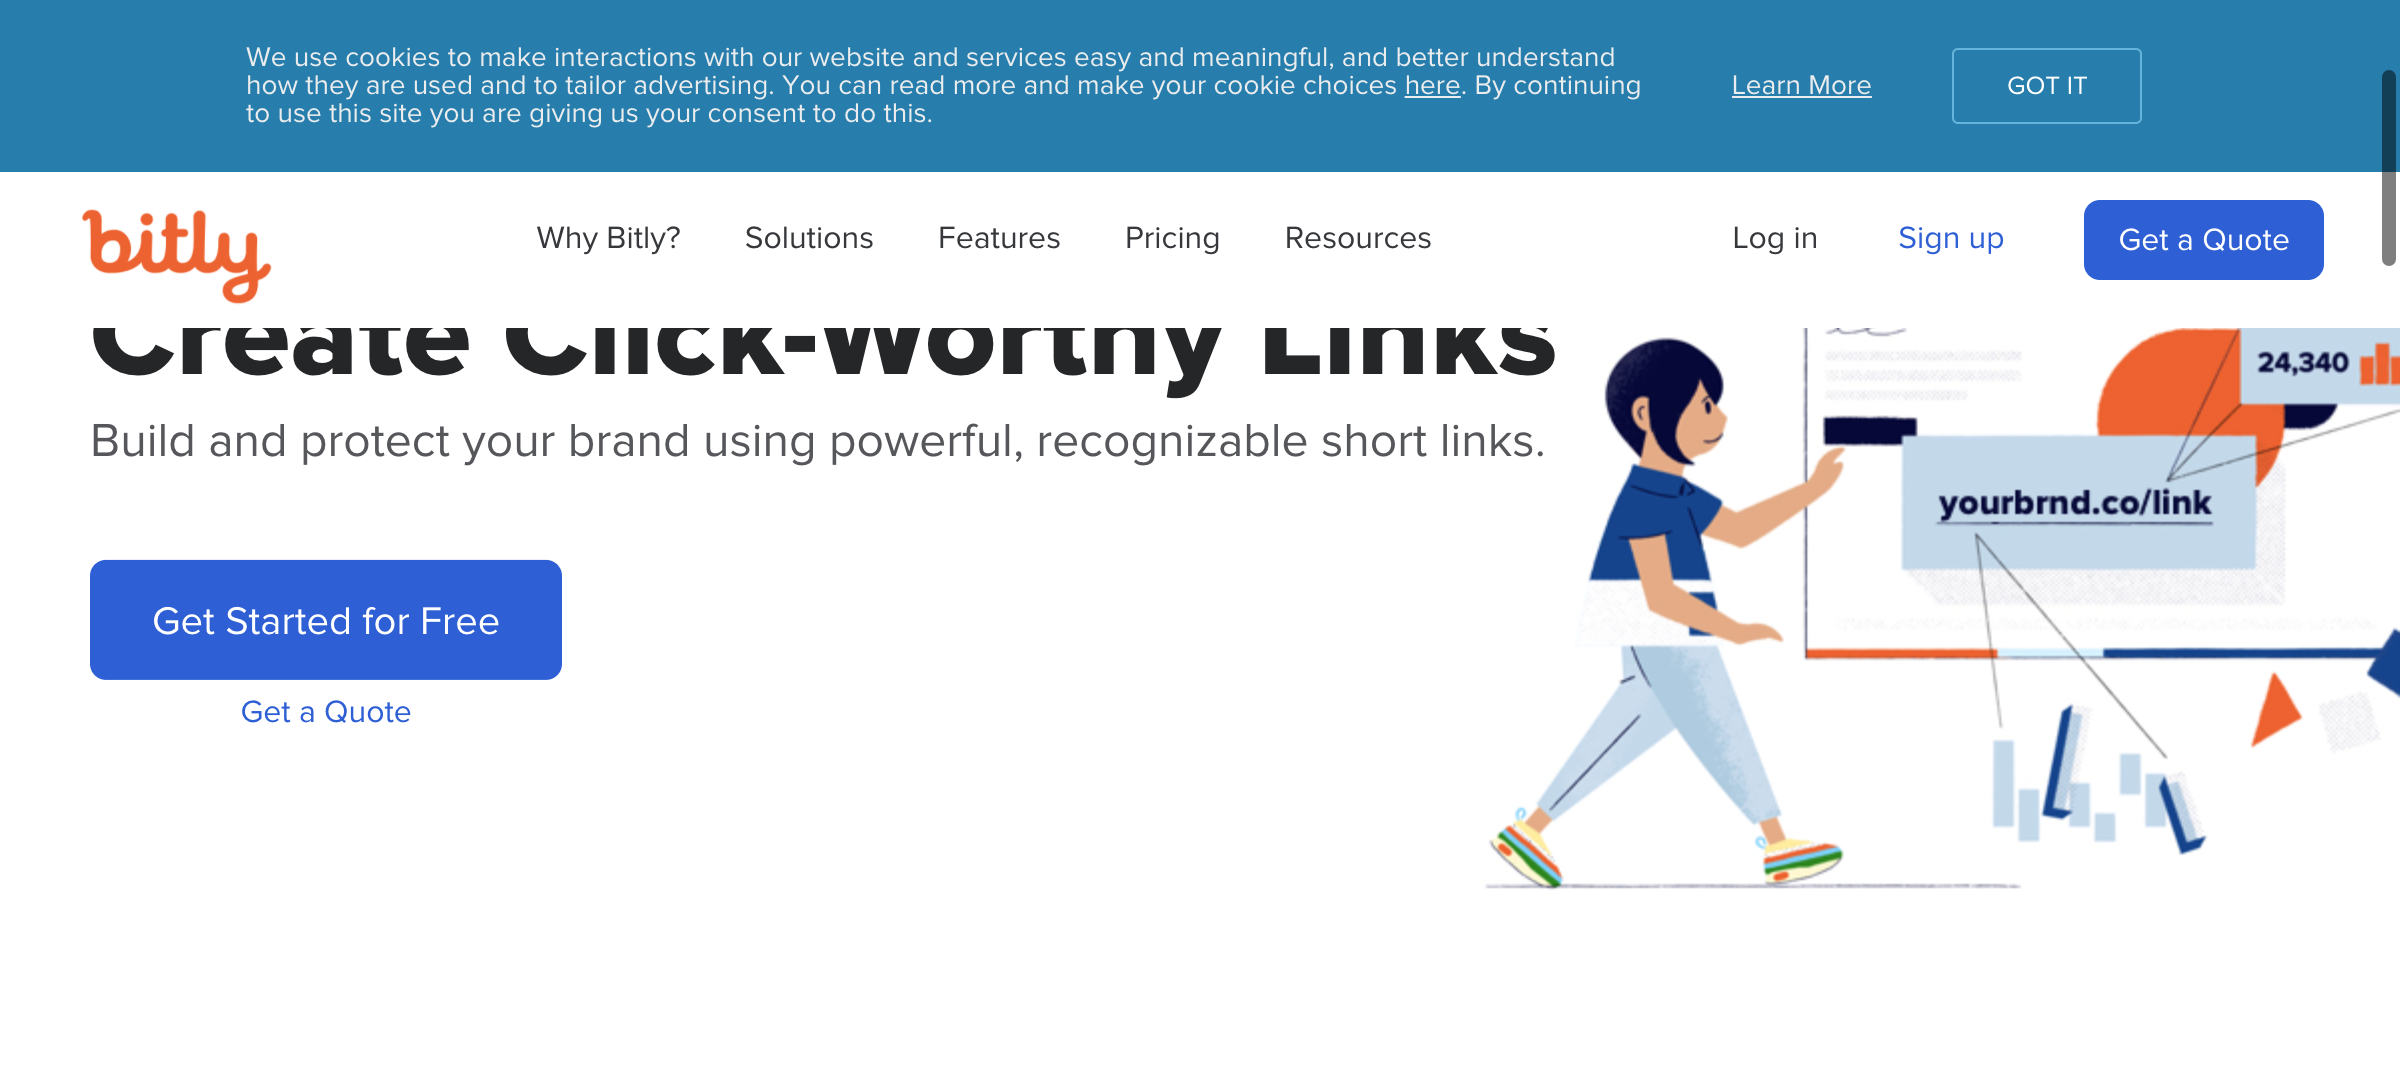 We use cookies to make interactions with our website and services easy and meaningful, and better understand
how they are used and to tailor advertising. You can read more and make your cookie choices here. By continuing
to use this site you are giving us your consent to do this.
Learn More
GOT IT
bitly
Why Bitly?
Solutions
Features
Pricing
Resources
Log in
Sign up
Get a Quote
Create Click-Worthy Links
Build and protect your brand using powerful, recognizable short links.
Get Started for Free
Get a Quote
24,340
yourbrnd.co/link